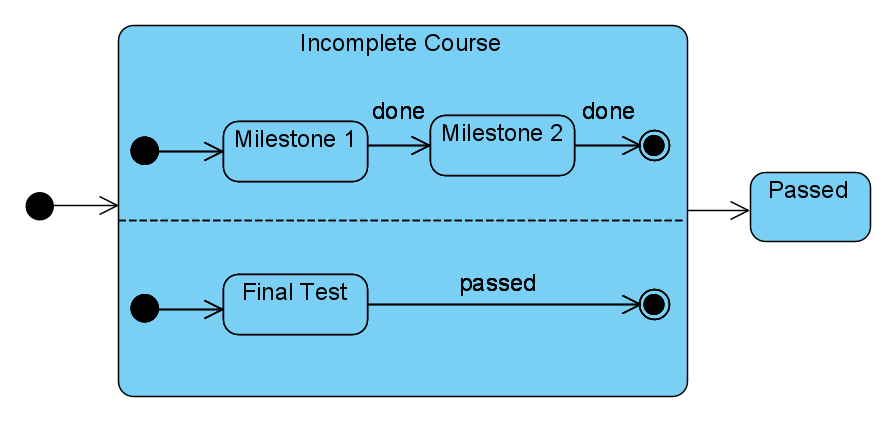 Incomplete Course
done
done
Milestone 1
Milestone 2
Passed
Final Test
passed